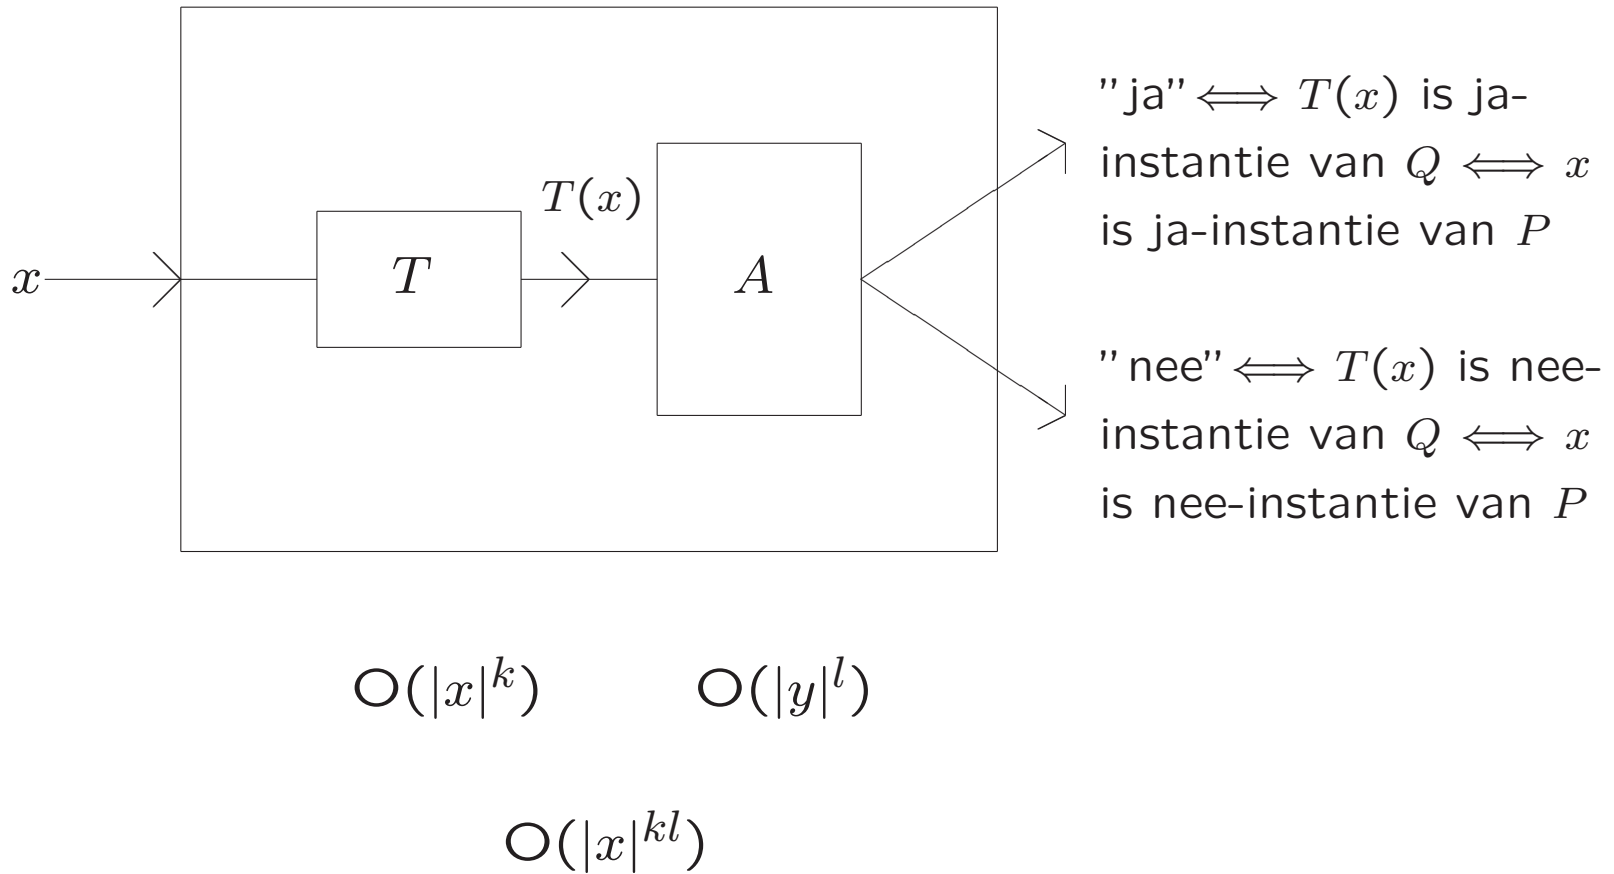 "ja" ⟺ T(x) is ja-
instantie van Q ⟺ x
is ja-instantie van P
T(x)
x
T
A
"nee" ⟺ T(x) is nee-
instantie van Q ⟺ x
is nee-instantie van P
O(|x|^k)
O(|y|^l)
O(|x|^{kl})